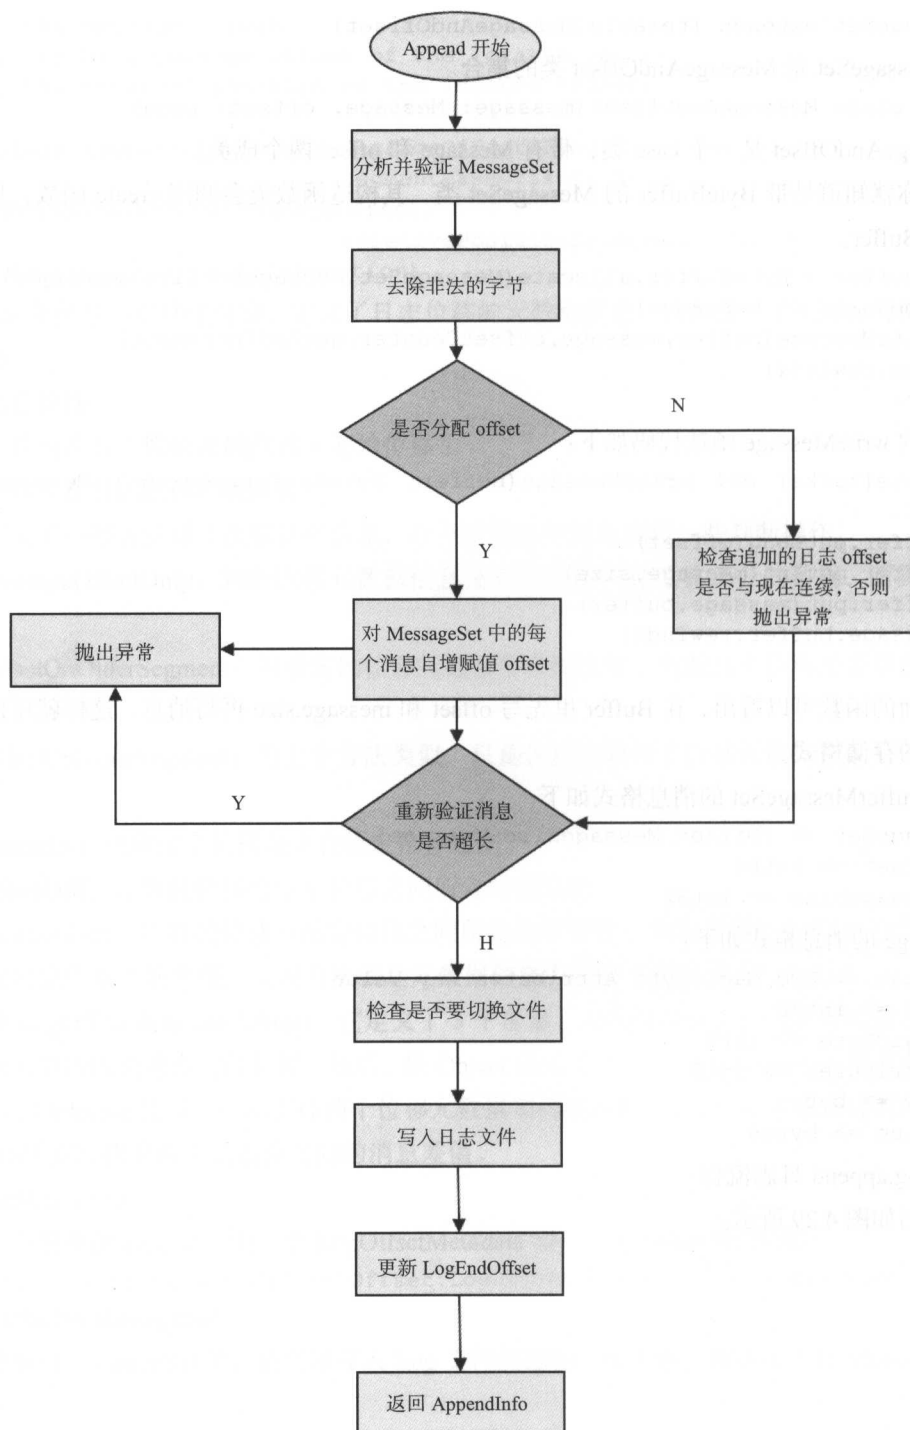 Append 开始
分析并验证 MessageSet
去除非法的字节
是否分配 offset
N
Y
检查追加的日志 offset
是否与现在连续，否则
抛出异常
对 MessageSet 中的每
个消息自增赋值 offset
抛出异常
Y
重新验证消息
是否超长
H
检查是否要切换文件
写入日志文件
更新 LogEndOffset
返回 AppendInfo